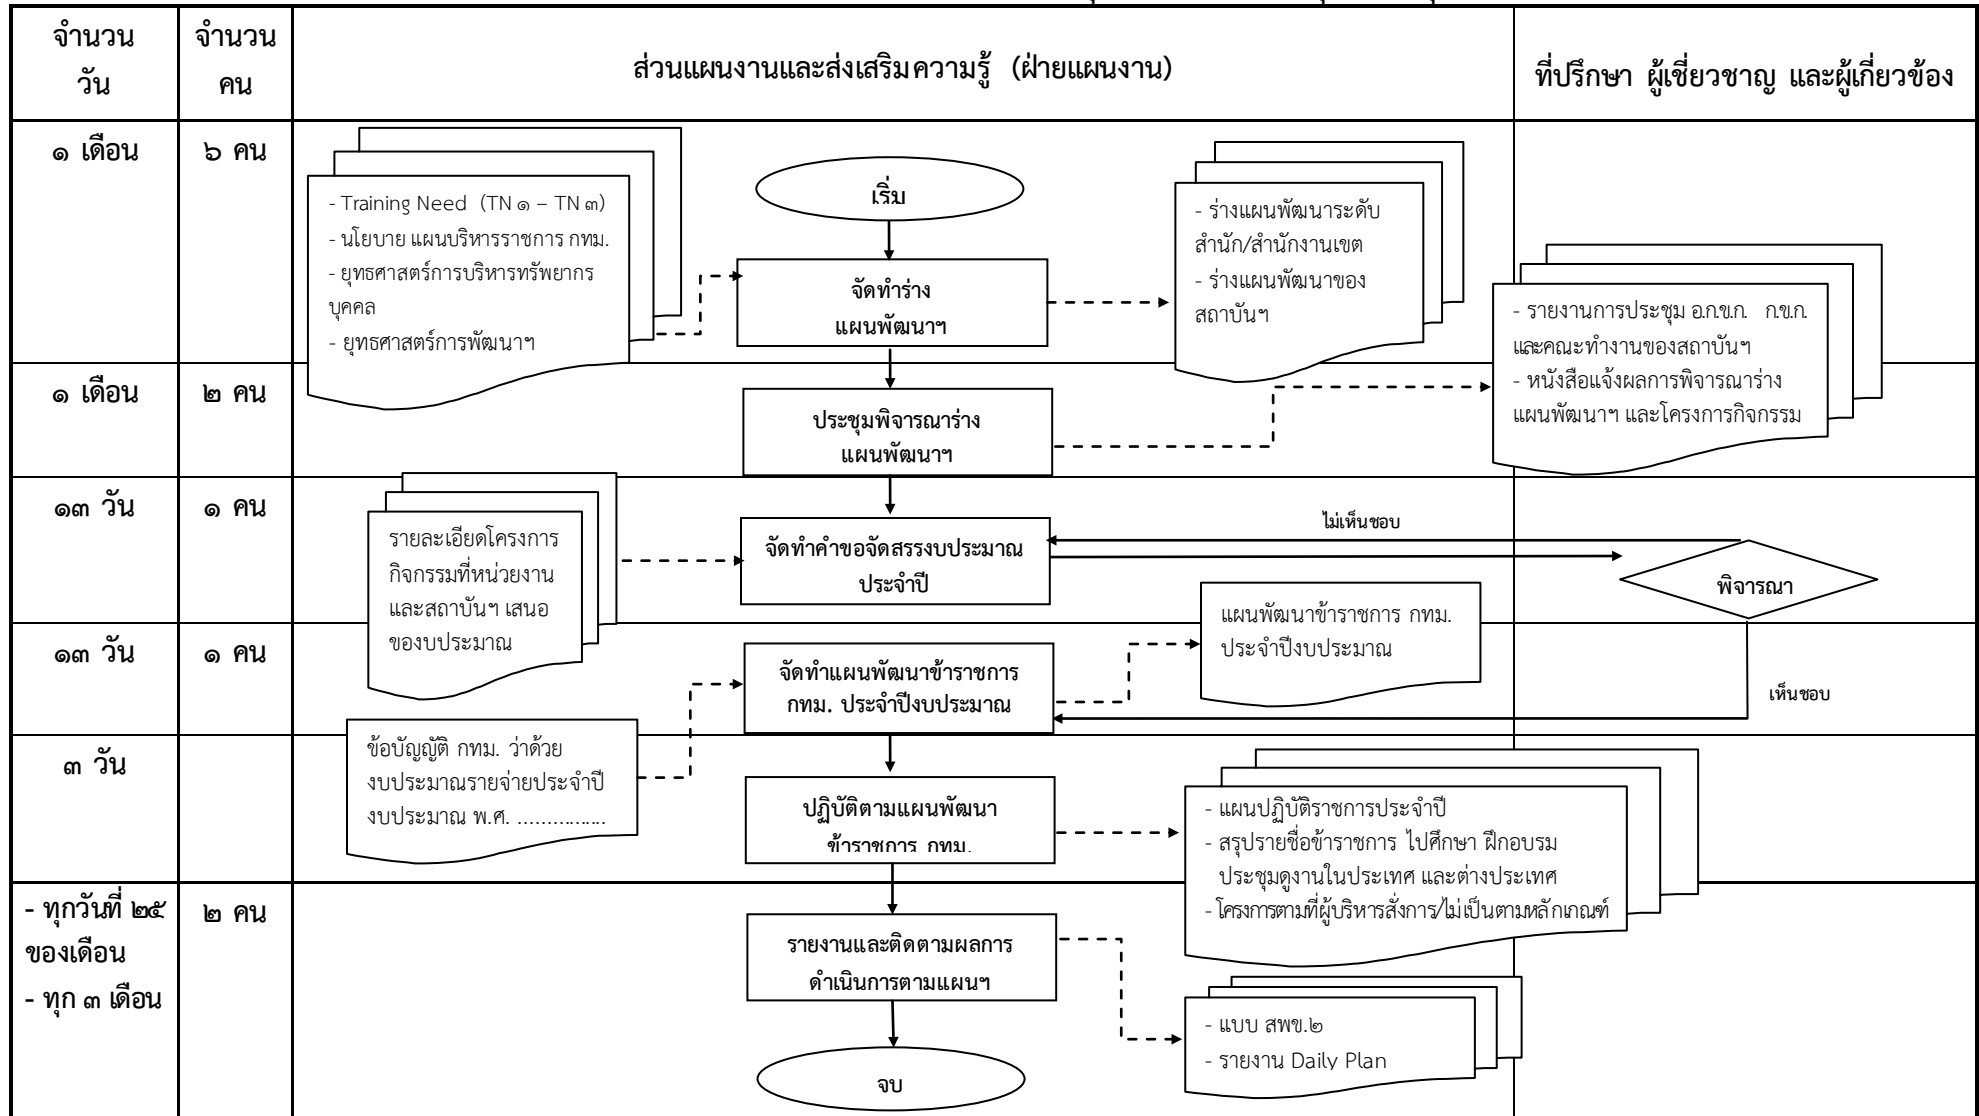 จำนวน
วัน
จำนวน
คน
ส่วนแผนงานและส่งเสริมความรู้ (ฝ่ายแผนงาน)
ที่ปรึกษา ผู้เชี่ยวชาญ และผู้เกี่ยวข้อง
๑ เดือน
๖ คน
- Training Need (TN ๑ – TN ๓)
- นโยบาย แผนบริหารราชการ กทม.
- ยุทธศาสตร์การบริหารทรัพยากร
บุคคล
- ยุทธศาสตร์การพัฒนาฯ
เริ่ม
จัดทำร่าง
แผนพัฒนาฯ
- ร่างแผนพัฒนาระดับ
สำนัก/สำนักงานเขต
- ร่างแผนพัฒนาของ
สถาบันฯ
- รายงานการประชุม อ.ก.ข.ก. ก.ข.ก.
และคณะทำงานของสถาบันฯ
- หนังสือแจ้งผลการพิจารณาร่าง
แผนพัฒนาฯ และโครงการกิจกรรม
๑ เดือน
๒ คน
ประชุมพิจารณาร่าง
แผนพัฒนาฯ
๑๓ วัน
๑ คน
รายละเอียดโครงการ
กิจกรรมที่หน่วยงาน
และสถาบันฯ เสนอ
ของบประมาณ
จัดทำคำขอจัดสรรงบประมาณ
ประจำปี
ไม่เห็นชอบ
พิจารณา
๑๓ วัน
๑ คน
จัดทำแผนพัฒนาข้าราชการ
กทม. ประจำปีงบประมาณ
แผนพัฒนาข้าราชการ กทม.
ประจำปีงบประมาณ
เห็นชอบ
๓ วัน
ข้อบัญญัติ กทม. ว่าด้วย
งบประมาณรายจ่ายประจำปี
งบประมาณ พ.ศ. ...............
ปฏิบัติตามแผนพัฒนา
ข้าราชการ กทม.
- แผนปฏิบัติราชการประจำปี
- สรุปรายชื่อข้าราชการ ไปศึกษา ฝึกอบรม
ประชุมดูงานในประเทศ และต่างประเทศ
- โครงการตามที่ผู้บริหารสั่งการ/ไม่เป็นตามหลักเกณฑ์
- ทุกวันที่ ๒๕
ของเดือน
- ทุก ๓ เดือน
๒ คน
รายงานและติดตามผลการ
ดำเนินการตามแผนฯ
- แบบ สพข.๒
- รายงาน Daily Plan
จบ